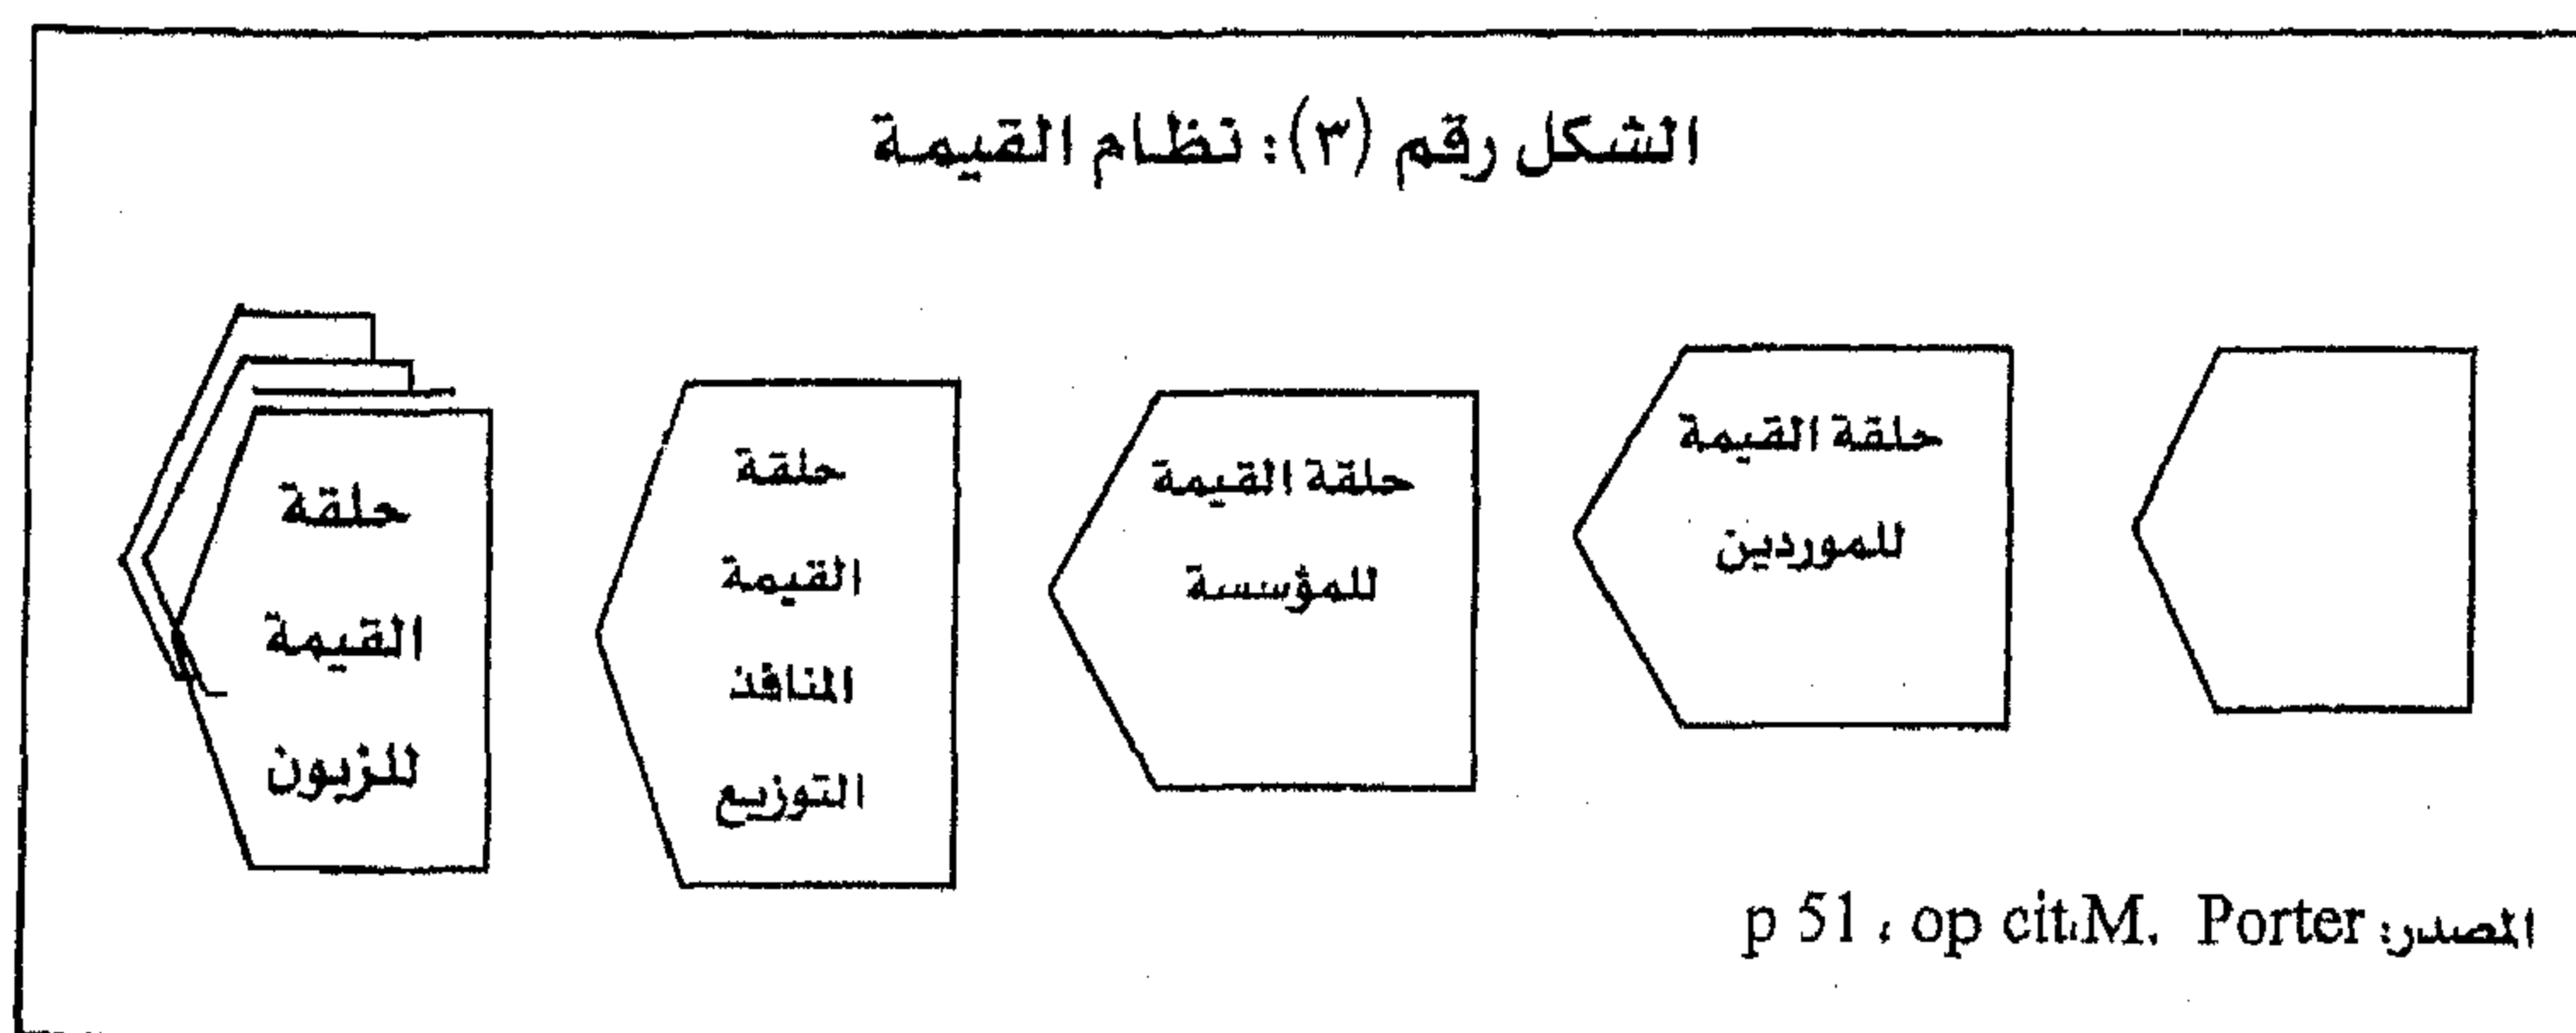 الشكل رقم (٣): نظام القيمة
حلقة القيمة
للموردين
حلقة القيمة
للمؤسسة
حلقة
القيمة
المنافذ
التوزيع
حلقة
القيمة
للزبون
المصدر: M. Porter، op cit، p 51